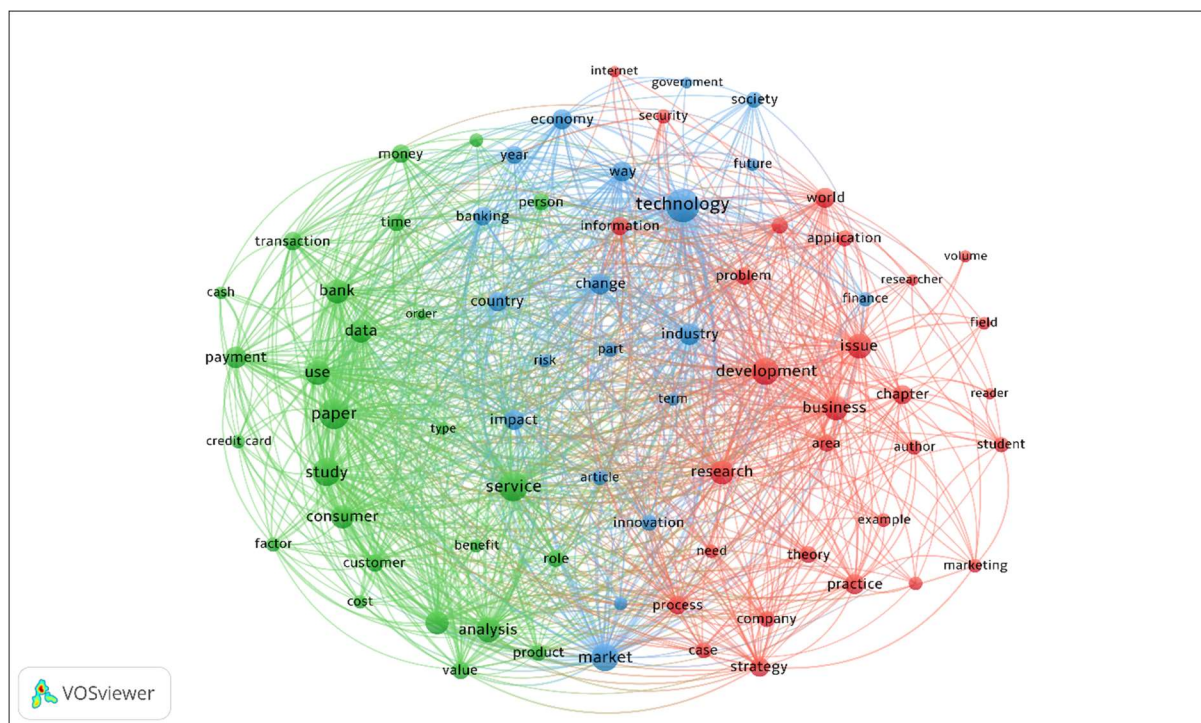 internet
government
society
security
economy
year
money
way
future
technology
person
world
time
banking
information
application
transaction
volume
problem
researcher
change
bank
cash
country
finance
order
field
data
industry
issue
part
payment
risk
use
development
reader
chapter
term
business
paper
impact
type
credit card
area
author
student
study
research
article
service
consumer
innovation
example
factor
benefit
need
role
theory
customer
marketing
practice
cost
process
company
analysis
case
product
market
strategy
value
VOSviewer